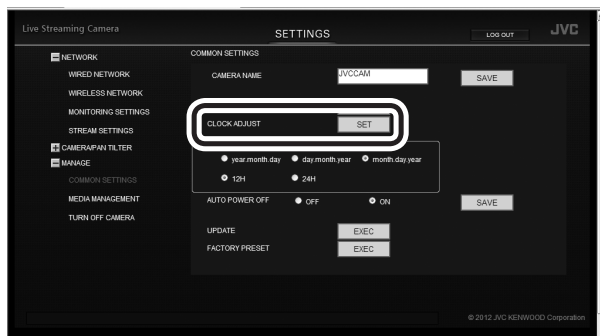 Live Streaming Camera
SETTINGS
LOG OUT
JVC
NETWORK
WIRED NETWORK
WIRELESS NETWORK
MONITORING SETTINGS
STREAM SETTINGS
CAMERA/PAN TILTER
MANAGE
COMMON SETTINGS
MEDIA MANAGEMENT
TURN OFF CAMERA
COMMON SETTINGS
CAMERA NAME JVCCAM SAVE
CLOCK ADJUST SET
year.month.day day.month.year month.day.year
12H 24H
AUTO POWER OFF OFF ON SAVE
UPDATE EXEC
FACTORY PRESET EXEC
© 2012 JVC KENWOOD Corporation